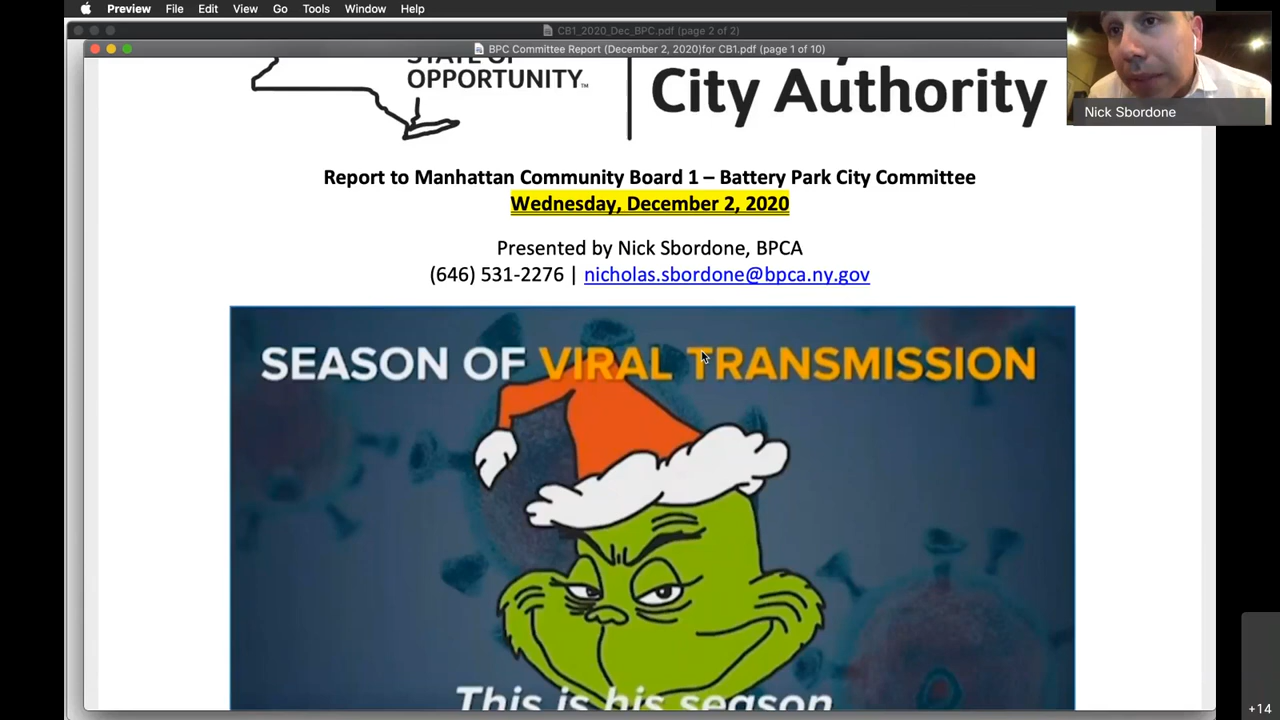 Preview File Edit View Go Tools Window Help
CB1_2020_Dec_BPC.pdf (page 2 of 2)
BPC Committee Report (December 2, 2020)for CB1.pdf (page 1 of 10)
Nick Sbordone
STATE OF
OPPORTUNITY™
City Authority
Report to Manhattan Community Board 1 – Battery Park City Committee
Wednesday, December 2, 2020
Presented by Nick Sbordone, BPCA
(646) 531-2276 | nicholas.sbordone@bpca.ny.gov
SEASON OF VIRAL TRANSMISSION
This is his season
+14